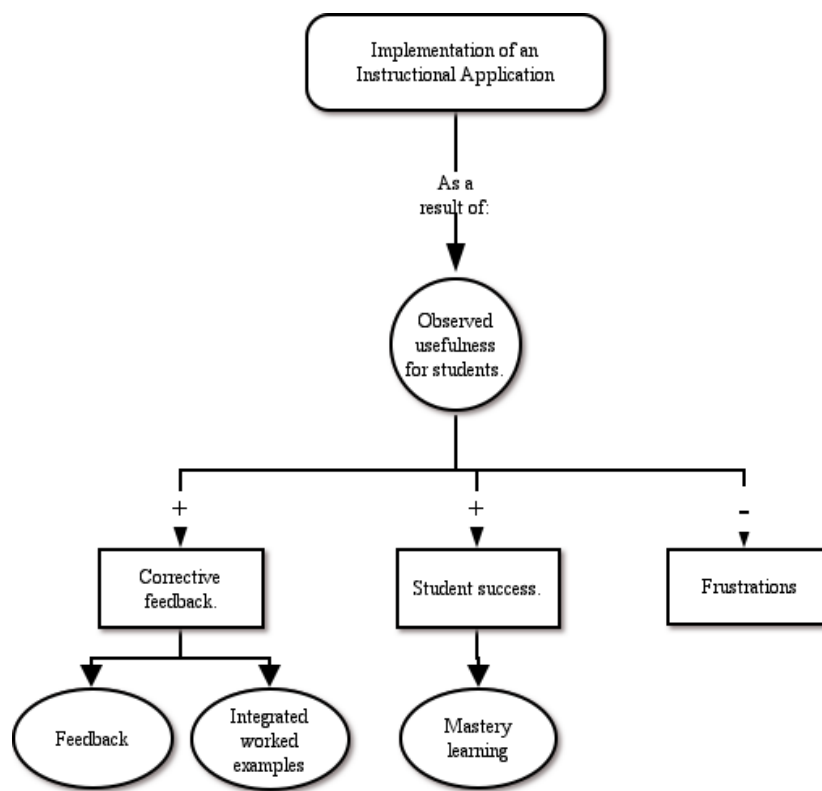 Implementation of an
Instructional Application
As a
result of:
Observed
usefulness
for students.
+
+
-
Corrective
feedback.
Student success.
Frustrations
Feedback
Integrated
worked
examples
Mastery
learning